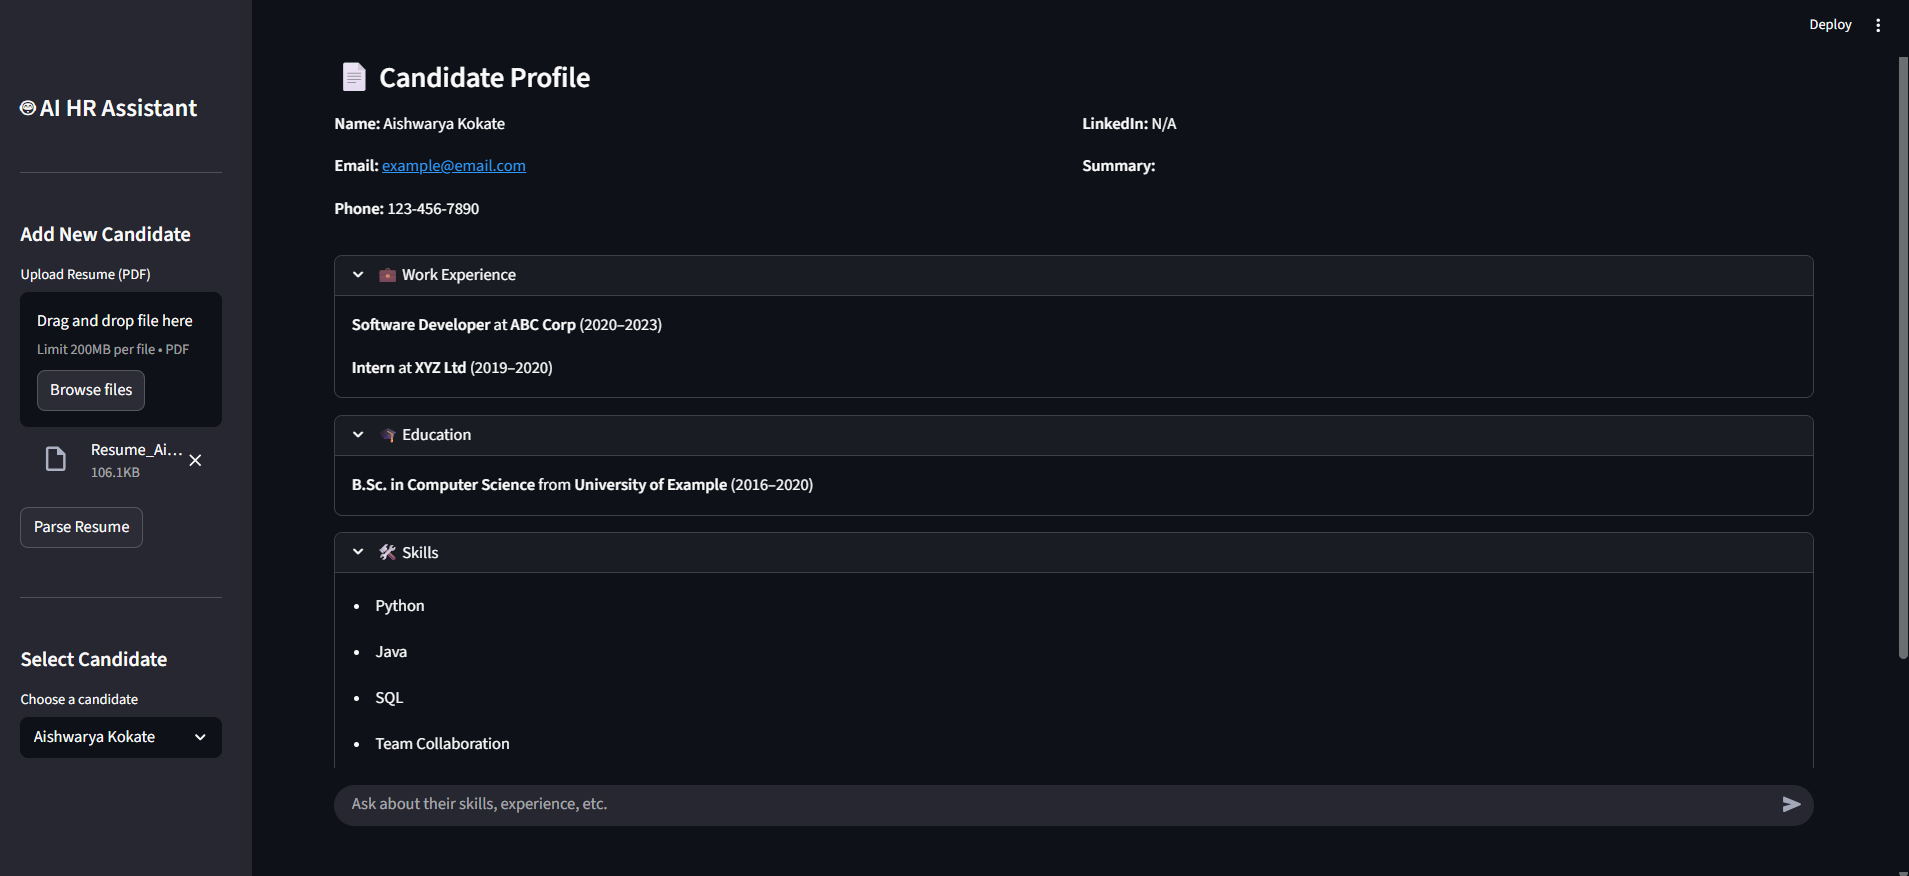 Deploy
AI HR Assistant
Add New Candidate
Upload Resume (PDF)
Drag and drop file here
Limit 200MB per file • PDF
Browse files
Resume_Ai...
106.1KB
Parse Resume
Select Candidate
Choose a candidate
Aishwarya Kokate
Candidate Profile
Name: Aishwarya Kokate
Email: example@email.com
Phone: 123-456-7890
LinkedIn: N/A
Summary:
Work Experience
Software Developer at ABC Corp (2020–2023)
Intern at XYZ Ltd (2019–2020)
Education
B.Sc. in Computer Science from University of Example (2016–2020)
Skills
• Python
• Java
• SQL
• Team Collaboration
Ask about their skills, experience, etc.